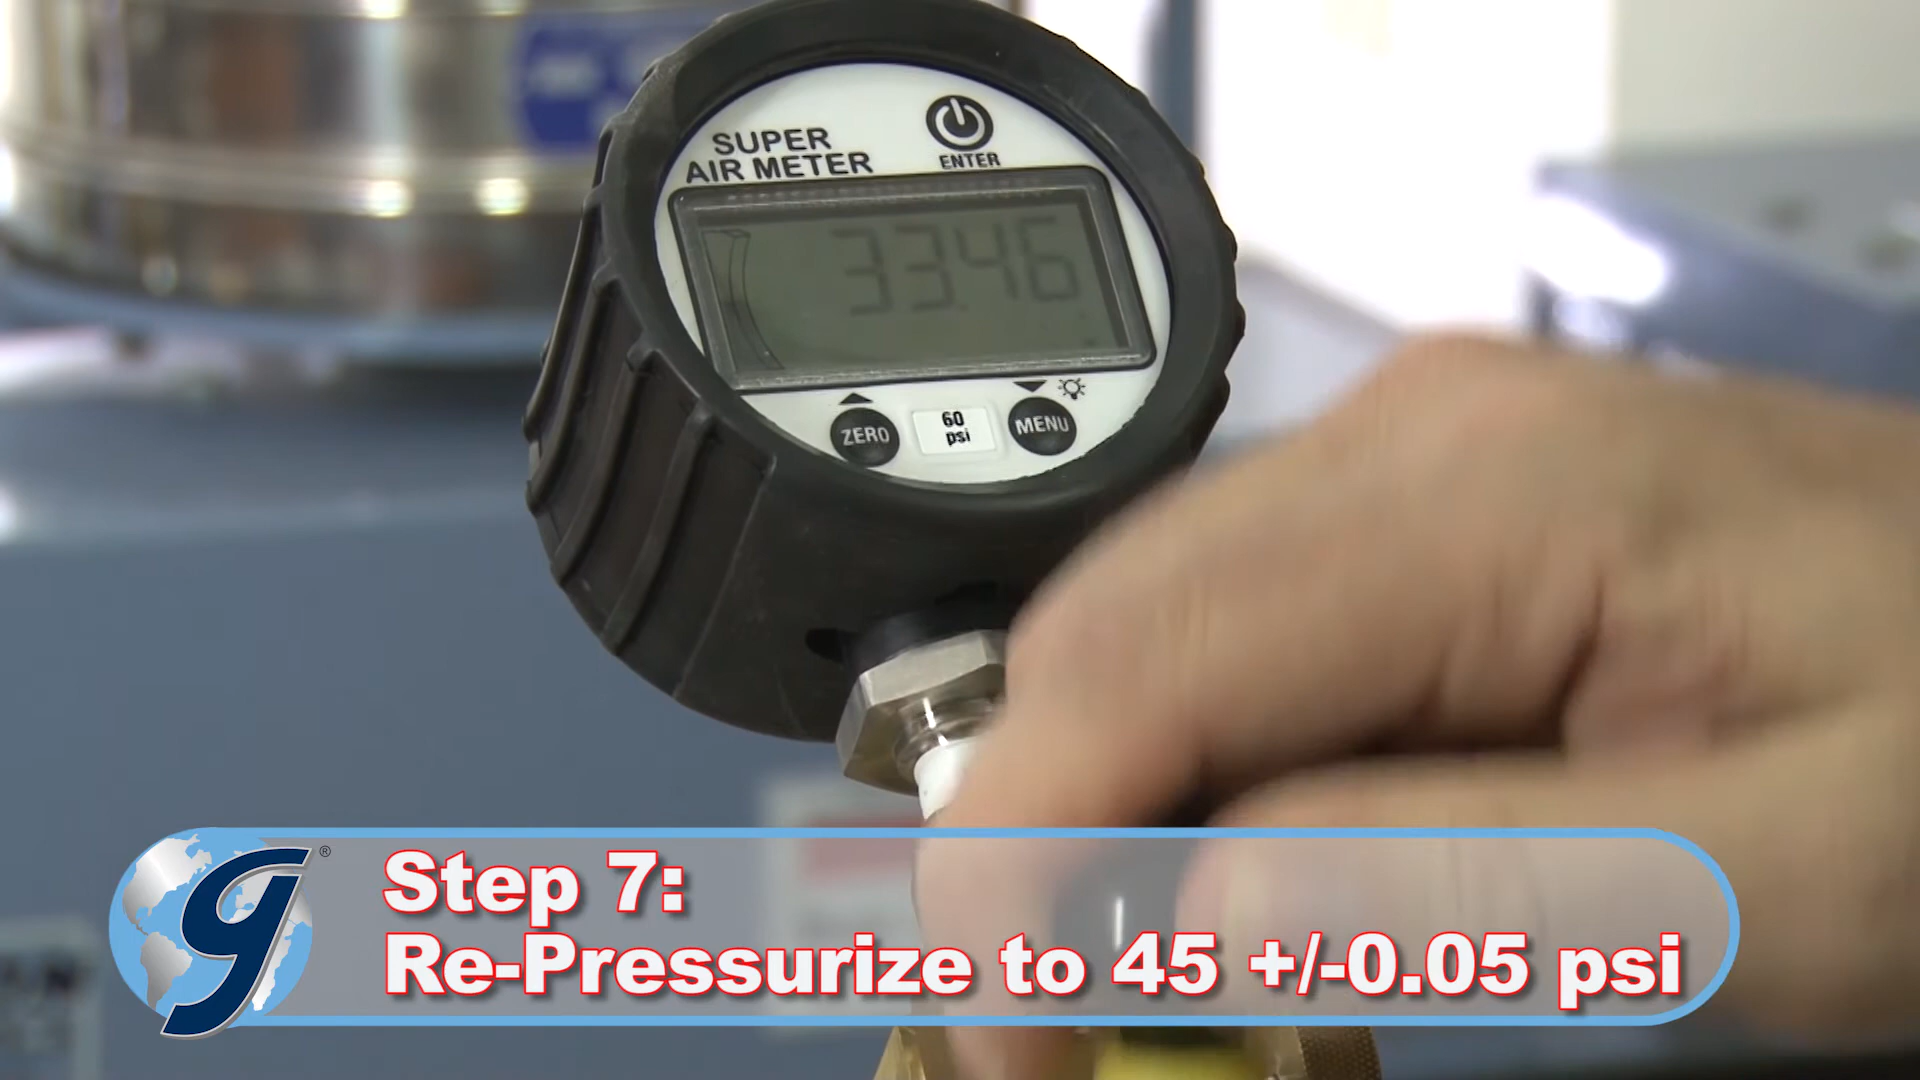 SUPER
AIR METER
ENTER
33.46
ZERO
60
psi
MENU
g®
Step 7:
Re-Pressurize to 45 +/-0.05 psi